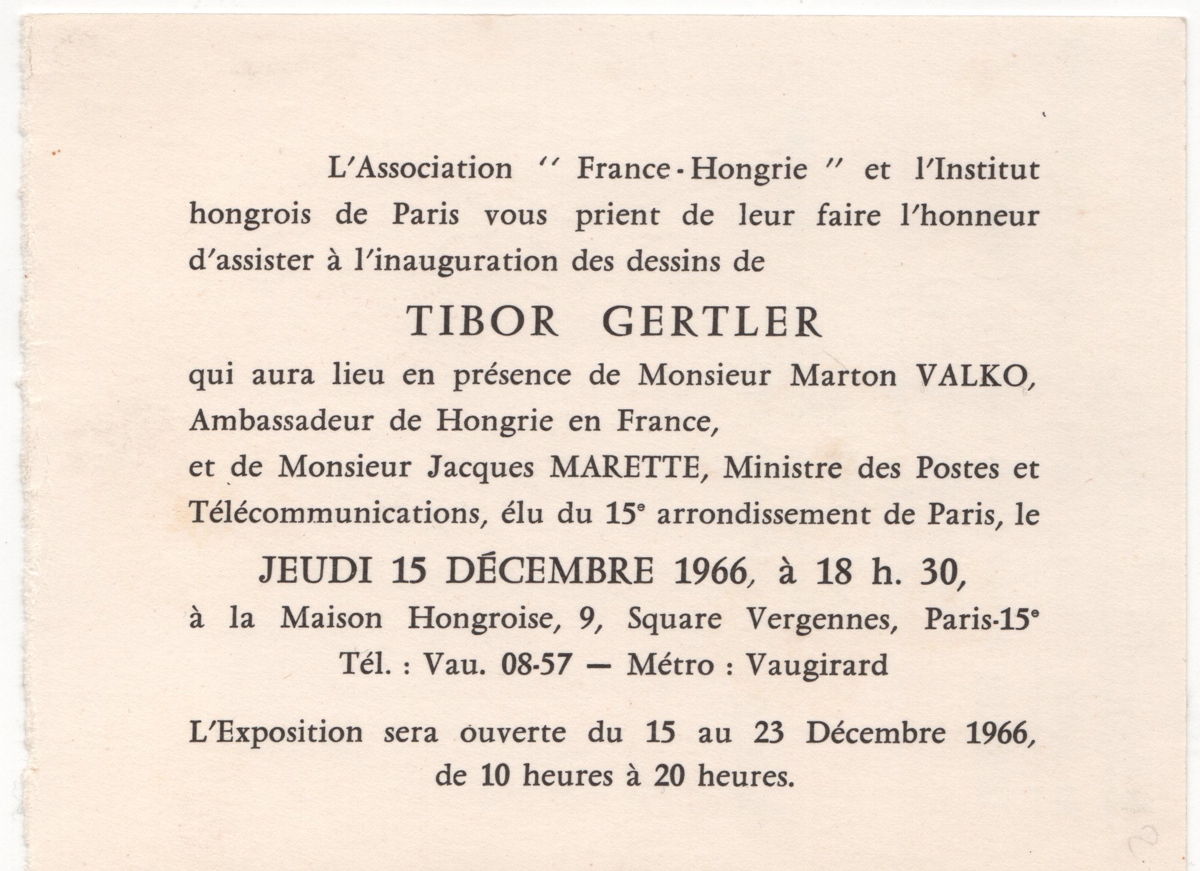 L'Association " France-Hongrie " et l'Institut
hongrois de Paris vous prient de leur faire l'honneur
d'assister à l'inauguration des dessins de
TIBOR GERTLER
qui aura lieu en présence de Monsieur Marton VALKO,
Ambassadeur de Hongrie en France,
et de Monsieur Jacques MARETTE, Ministre des Postes et
Télécommunications, élu du 15e arrondissement de Paris, le
JEUDI 15 DÉCEMBRE 1966, à 18 h. 30,
à la Maison Hongroise, 9, Square Vergennes, Paris-15e
Tél. : Vau. 08-57 — Métro : Vaugirard
L'Exposition sera ouverte du 15 au 23 Décembre 1966,
de 10 heures à 20 heures.